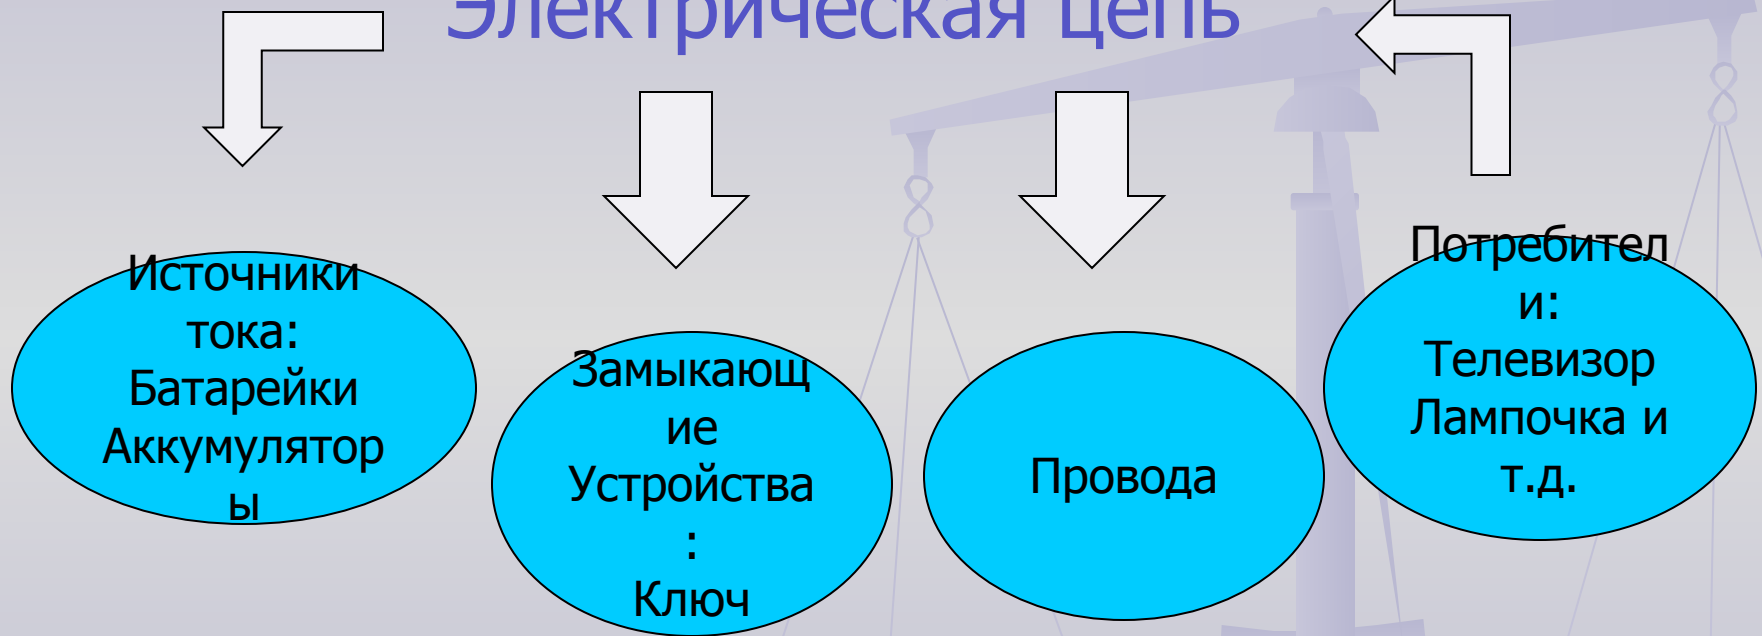 Электрическая цепь
Источники
тока:
Батарейки
Аккумулятор
ы
Замыкающ
ие
Устройства
:
Ключ
Провода
Потребител
и:
Телевизор
Лампочка и
т.д.